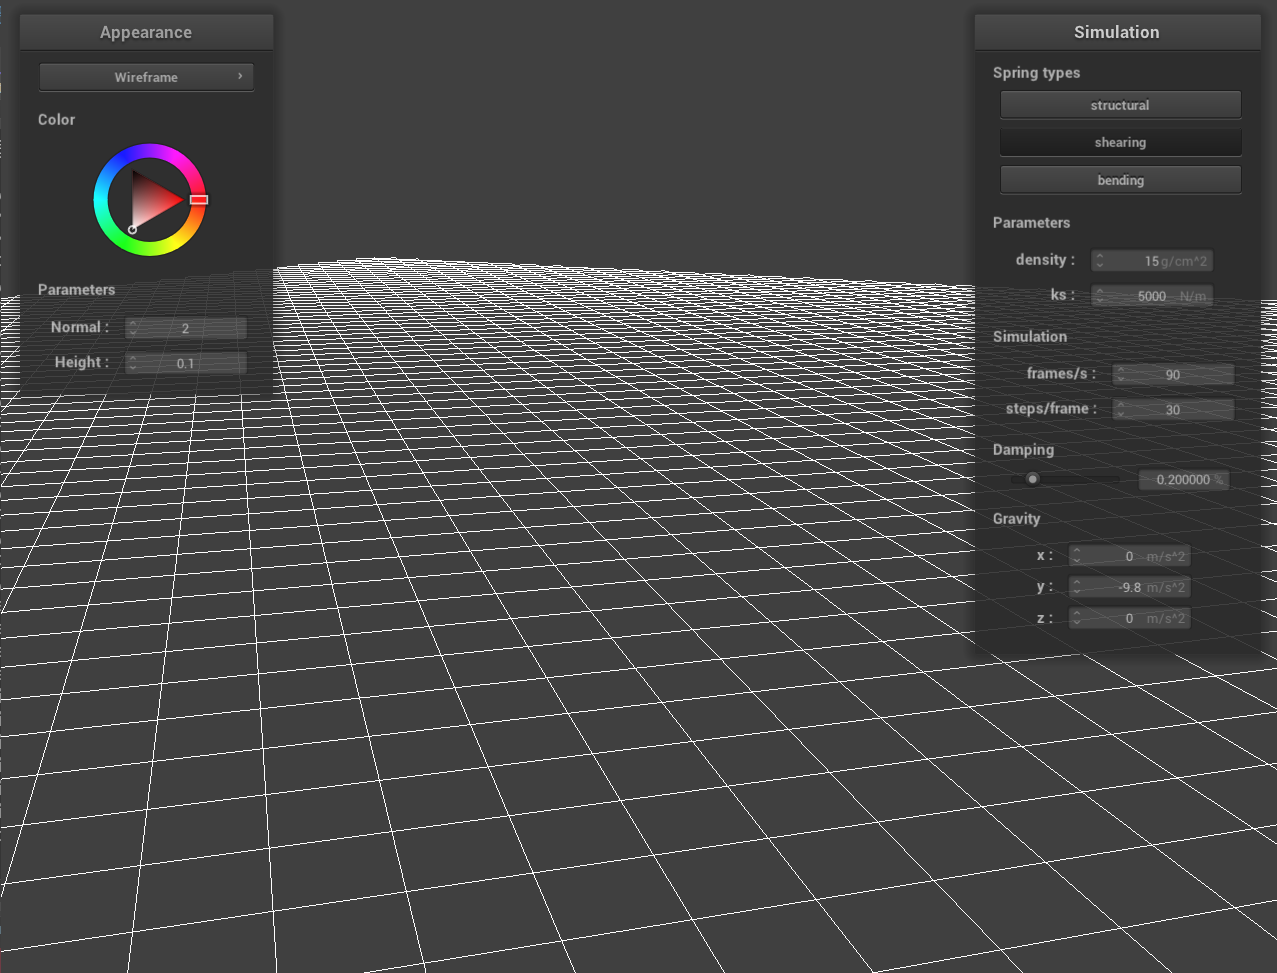 Appearance
Wireframe ›
Color
Parameters
Normal : 2
Height : 0.1
Simulation
Spring types
structural
shearing
bending
Parameters
density : 15 g/cm^2
ks : 5000 N/m
Simulation
frames/s : 90
steps/frame : 30
Damping
0.200000 %
Gravity
x : 0 m/s^2
y : -9.8 m/s^2
z : 0 m/s^2